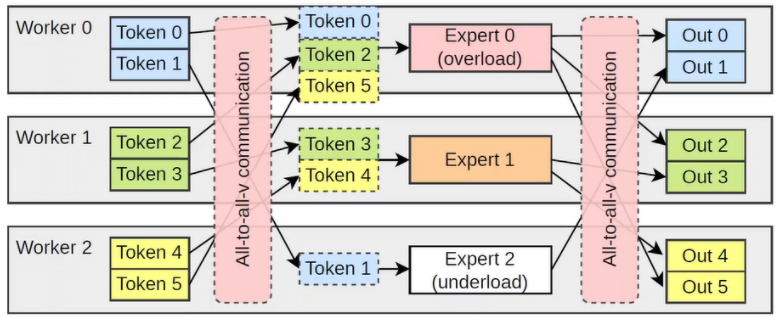 Worker 0
Token 0
Token 1
All-to-all-v communication
Token 0
Token 2
Token 5
Expert 0
(overload)
All-to-all-v communication
Out 0
Out 1
Worker 1
Token 2
Token 3
Token 3
Token 4
Expert 1
Out 2
Out 3
Worker 2
Token 4
Token 5
Token 1
Expert 2
(underload)
Out 4
Out 5